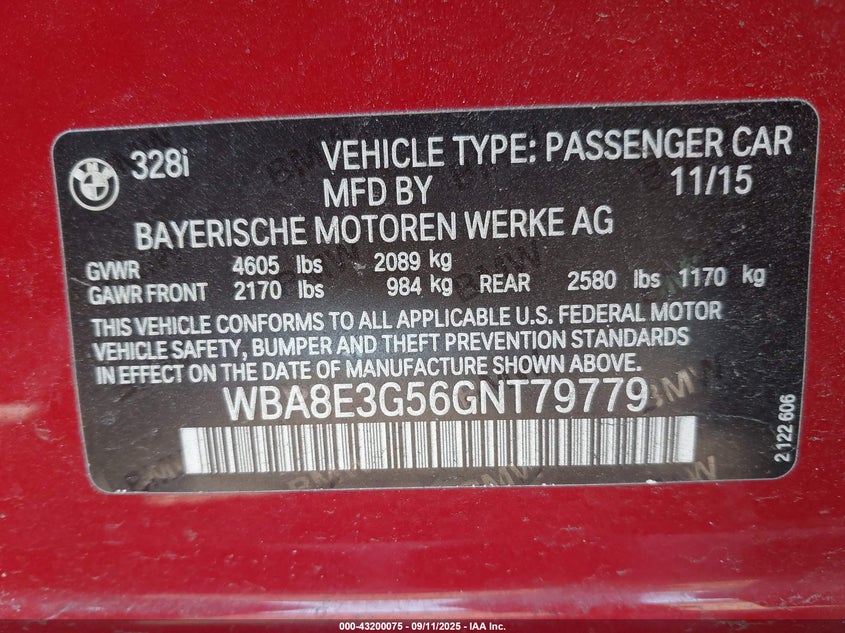 328i
VEHICLE TYPE: PASSENGER CAR
MFD BY 11/15
BAYERISCHE MOTOREN WERKE AG
GVWR 4605 lbs 2089 kg
GAWR FRONT 2170 lbs 984 kg REAR 2580 lbs 1170 kg
THIS VEHICLE CONFORMS TO ALL APPLICABLE U.S. FEDERAL MOTOR
VEHICLE SAFETY, BUMPER AND THEFT PREVENTION STANDARDS
IN EFFECT ON THE DATE OF MANUFACTURE SHOWN ABOVE.
WBA8E3G56GNT79779
2 122 606
000-43200075 - 09/11/2025 - IAA Inc.